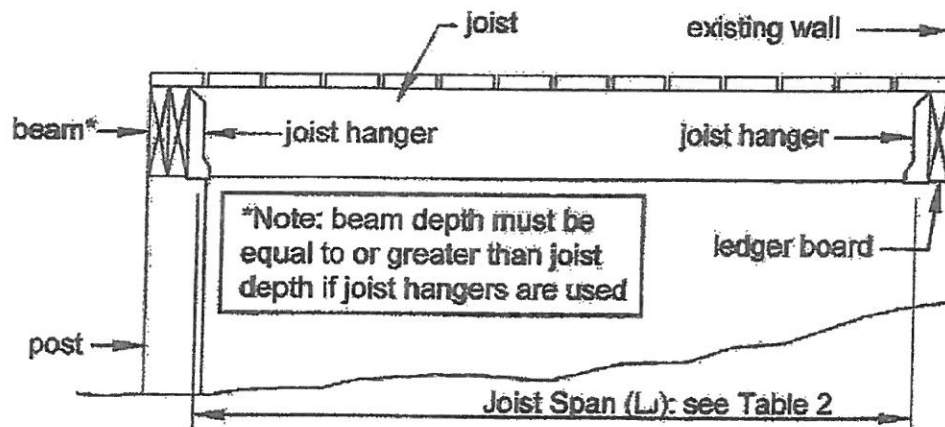 joist
existing wall
beam*
joist hanger
joist hanger
*Note: beam depth must be
equal to or greater than joist
depth if joist hangers are used
ledger board
post
Joist Span (LJ): see Table 2